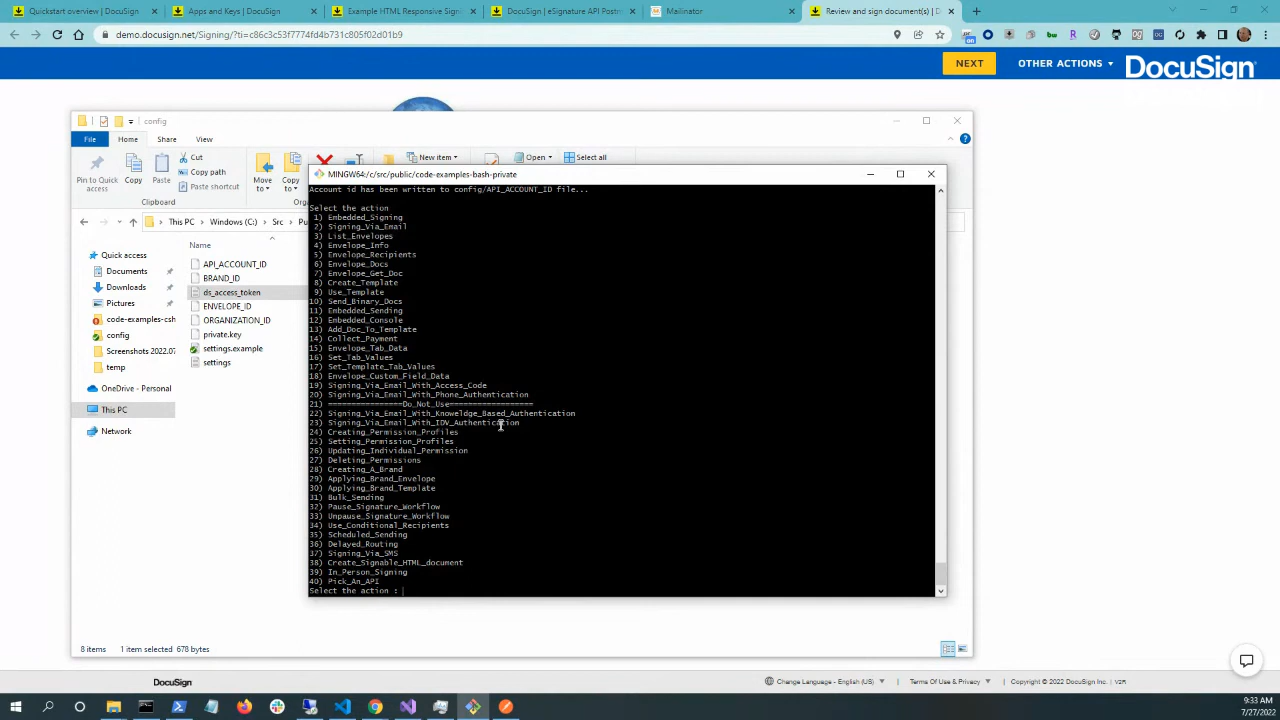 Quickstart overview | DocuSign
Apps and Keys | DocuSign
Example HTML Responsive Signi
DocuSign | eSignature API Postm
Mailinator
Review and sign document(s) | D
demo.docusign.net/Signing/?ti=c86c3c53f7774fd4b731c805f02d01b9
NEXT
OTHER ACTIONS
DocuSign
config
File
Home
Share
View
Pin to Quick access
Copy
Paste
Cut
Copy path
Paste shortcut
Clipboard
Move to
Copy to
New item
Open
Select all
This PC
Windows (C:)
Src
Quick access
Documents
Downloads
Pictures
code-examples-csh
config
Screenshots 2022.07
temp
OneDrive - Personal
This PC
Network
Name
API_ACCOUNT_ID
BRAND_ID
ds_access_token
ENVELOPE_ID
ORGANIZATION_ID
private.key
settings.example
settings
8 items
1 item selected 678 bytes
MINGW64:/c/src/public/code-examples-bash-private
Account id has been written to config/API_ACCOUNT_ID file...
Select the action
1) Embedded_Signing
2) Signing_Via_Email
3) List_Envelopes
4) Envelope_Info
5) Envelope_Recipients
6) Envelope_Docs
7) Envelope_Get_Doc
8) Create_Template
9) Use_Template
10) Send_Binary_Docs
11) Embedded_Sending
12) Embedded_Console
13) Add_Doc_To_Template
14) Collect_Payment
15) Envelope_Tab_Data
16) Set_Tab_Values
17) Set_Template_Tab_Values
18) Envelope_Custom_Field_Data
19) Signing_Via_Email_With_Access_Code
20) Signing_Via_Email_With_Phone_Authentication
21) ================Do_Not_Use==================
22) Signing_Via_Email_With_Knoweldge_Based_Authentication
23) Signing_Via_Email_With_IDV_Authentication
24) Creating_Permission_Profiles
25) Setting_Permission_Profiles
26) Updating_Individual_Permission
27) Deleting_Permissions
28) Creating_A_Brand
29) Applying_Brand_Envelope
30) Applying_Brand_Template
31) Bulk_Sending
32) Pause_Signature_Workflow
33) Unpause_Signature_Workflow
34) Use_Conditional_Recipients
35) Scheduled_Sending
36) Delayed_Routing
37) Signing_Via_SMS
38) Create_Signable_HTML_document
39) In_Person_Signing
40) Pick_An_API
Select the action :
DocuSign
Change Language - English (US)
Terms Of Use & Privacy
Copyright © 2022 DocuSign Inc. | V2R
9:33 AM
7/27/2022